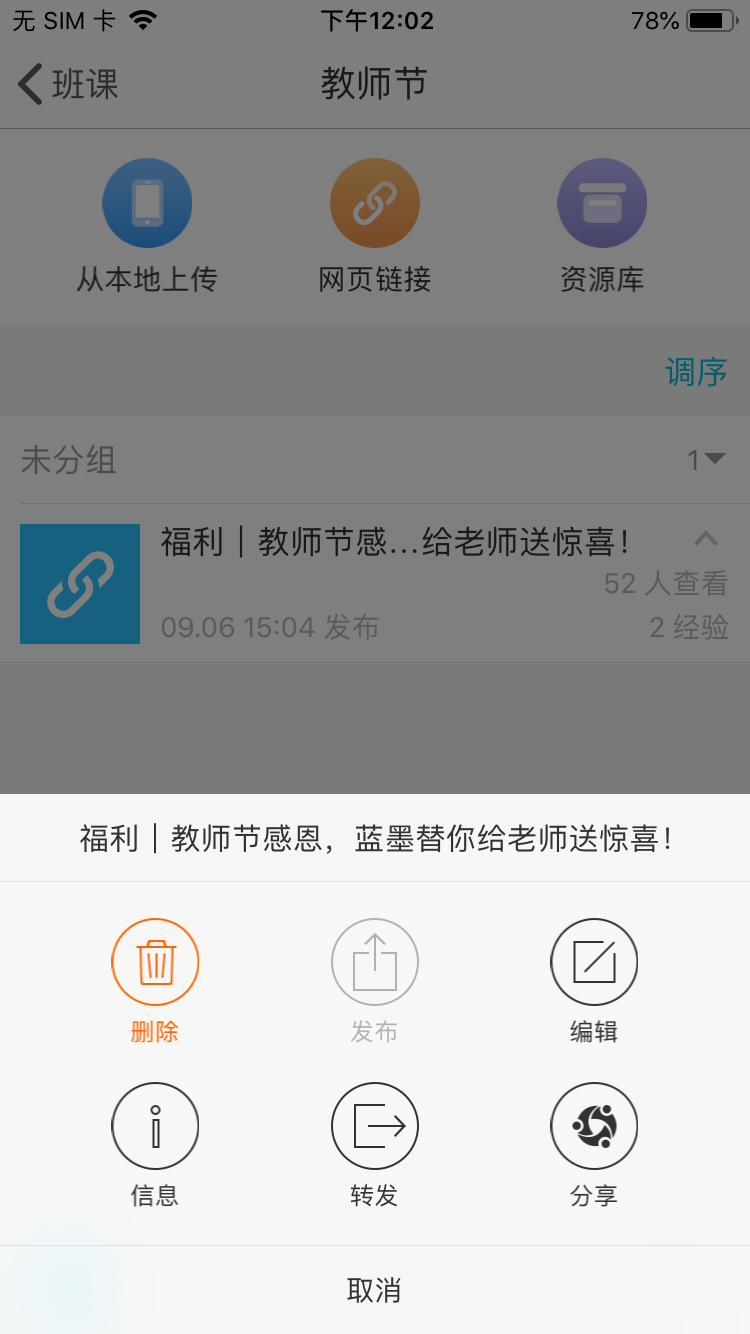 无 SIM 卡 下午12:02 78%
班课 教师节
从本地上传 网页链接 资源库
调序
未分组 1
福利｜教师节感...给老师送惊喜！
52 人查看
09.06 15:04 发布 2 经验
福利｜教师节感恩，蓝墨替你给老师送惊喜！
删除 发布 编辑
信息 转发 分享
取消